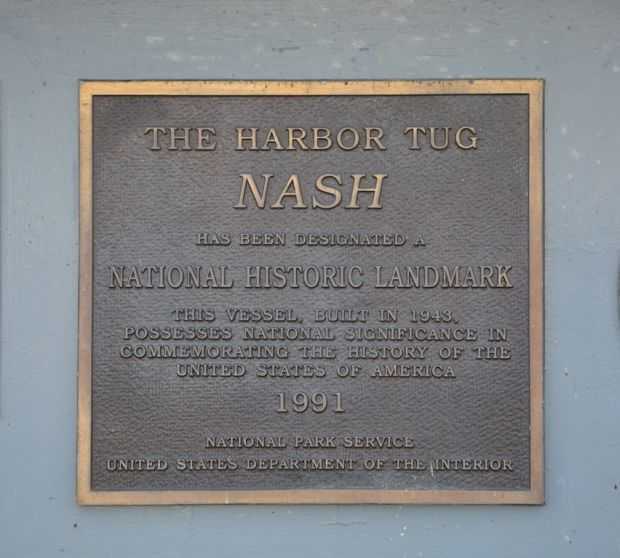 THE HARBOR TUG
NASH
HAS BEEN DESIGNATED A
NATIONAL HISTORIC LANDMARK
THIS VESSEL, BUILT IN 1943,
POSSESSES NATIONAL SIGNIFICANCE IN
COMMEMORATING THE HISTORY OF THE
UNITED STATES OF AMERICA
1991
NATIONAL PARK SERVICE
UNITED STATES DEPARTMENT OF THE INTERIOR